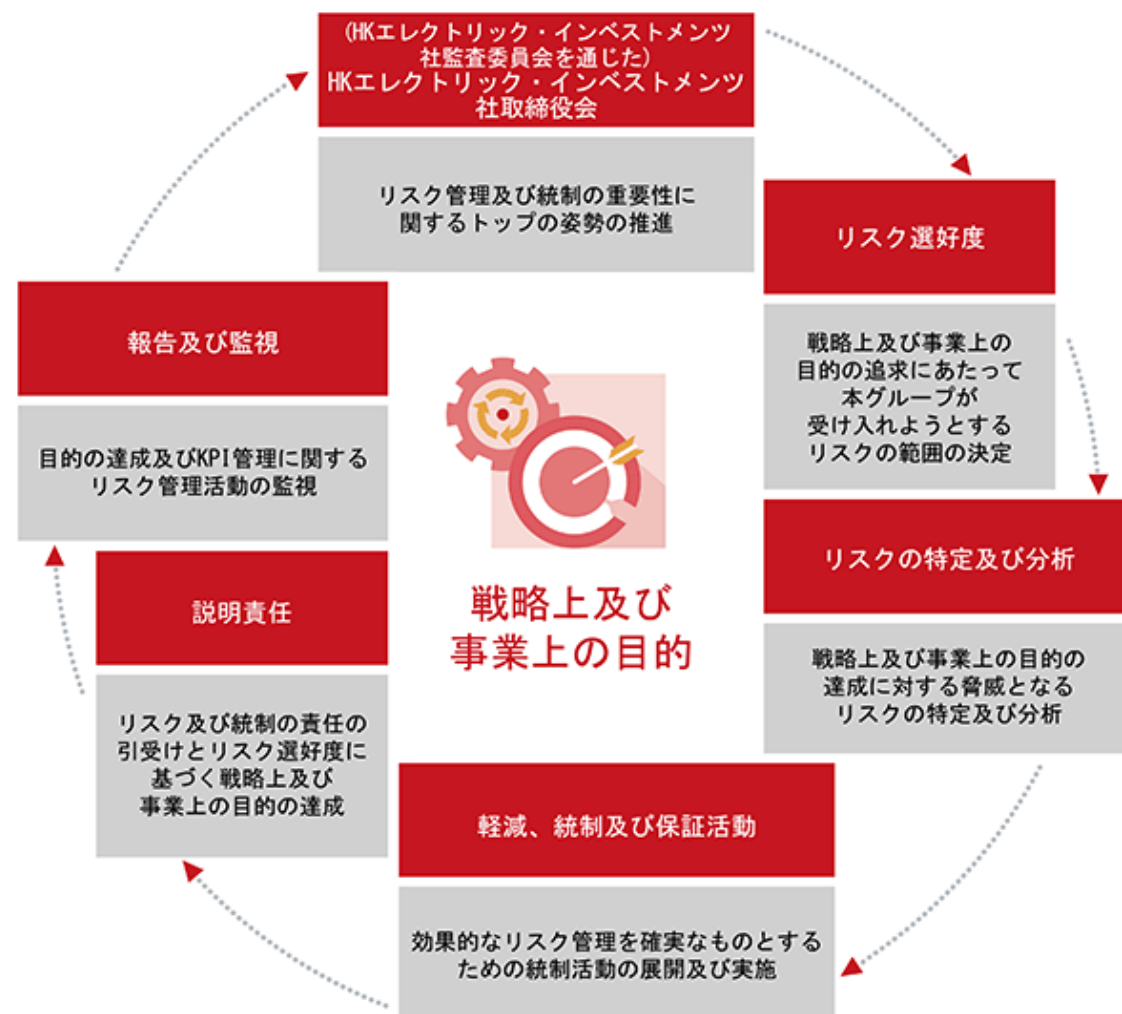 (HKエレクトリック・インベストメンツ
社監査委員会を通じた)
HKエレクトリック・インベストメンツ
社取締役会
リスク管理及び統制の重要性に
関するトップの姿勢の推進
リスク選好度
戦略上及び事業上の
目的の追求にあたって
本グループが
受け入れようとする
リスクの範囲の決定
リスクの特定及び分析
戦略上及び事業上の目的の
達成に対する脅威となる
リスクの特定及び分析
軽減、統制及び保証活動
効果的なリスク管理を確実なものとする
ための統制活動の展開及び実施
説明責任
リスク及び統制の責任の
引受けとリスク選好度に
基づく戦略上及び
事業上の目的の達成
報告及び監視
目的の達成及びKPI管理に関する
リスク管理活動の監視
戦略上及び
事業上の目的